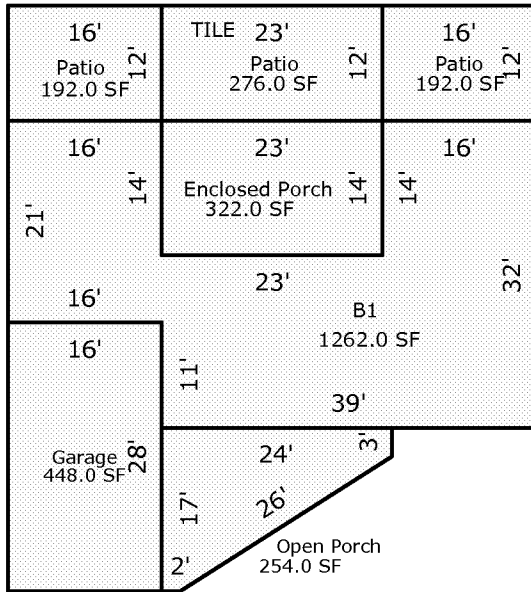 16' TILE 23' 16'
Patio 12' Patio 12' Patio 12'
192.0 SF 276.0 SF 192.0 SF
16' 23' 16'
14' Enclosed Porch 14' 14'
322.0 SF
21'
23' 32'
16' B1
1262.0 SF
16'
11'
39'
24' 3'
Garage 28'
448.0 SF
26'
17'
Open Porch
2' 254.0 SF